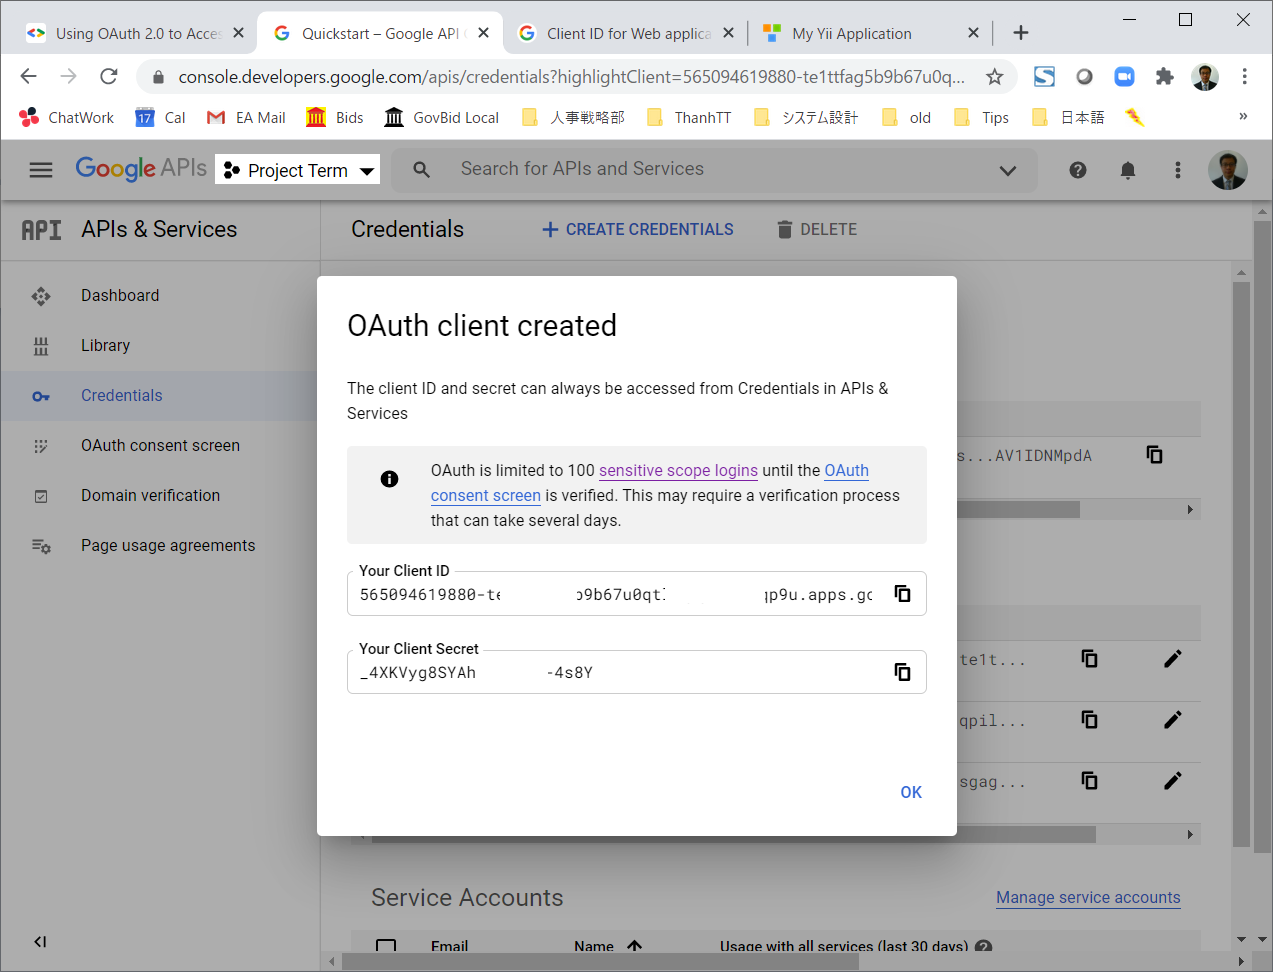 Using OAuth 2.0 to Acces
Quickstart – Google API C
Client ID for Web applica
My Yii Application
console.developers.google.com/apis/credentials?highlightClient=565094619880-te1ttfag5b9b67u0q...
ChatWork
17
Cal
EA Mail
Bids
GovBid Local
人事戦略部
ThanhTT
システム設計
old
Tips
日本語
»
Google APIs
Project Term
Search for APIs and Services
API
APIs & Services
Credentials
CREATE CREDENTIALS
DELETE
Dashboard
Library
Credentials
OAuth consent screen
Domain verification
Page usage agreements
OAuth client created
The client ID and secret can always be accessed from Credentials in APIs &
Services
OAuth is limited to 100 sensitive scope logins until the OAuth
consent screen is verified. This may require a verification process
that can take several days.
Your Client ID
565094619880-te b9b67u0qtl qp9u.apps.go
Your Client Secret
_4XKVyg8SYAh -4s8Y
OK
s...AV1IDNMpdA
te1t...
qpil...
sgag...
Service Accounts
Manage service accounts
Email
Name
Usage with all services (last 30 days)